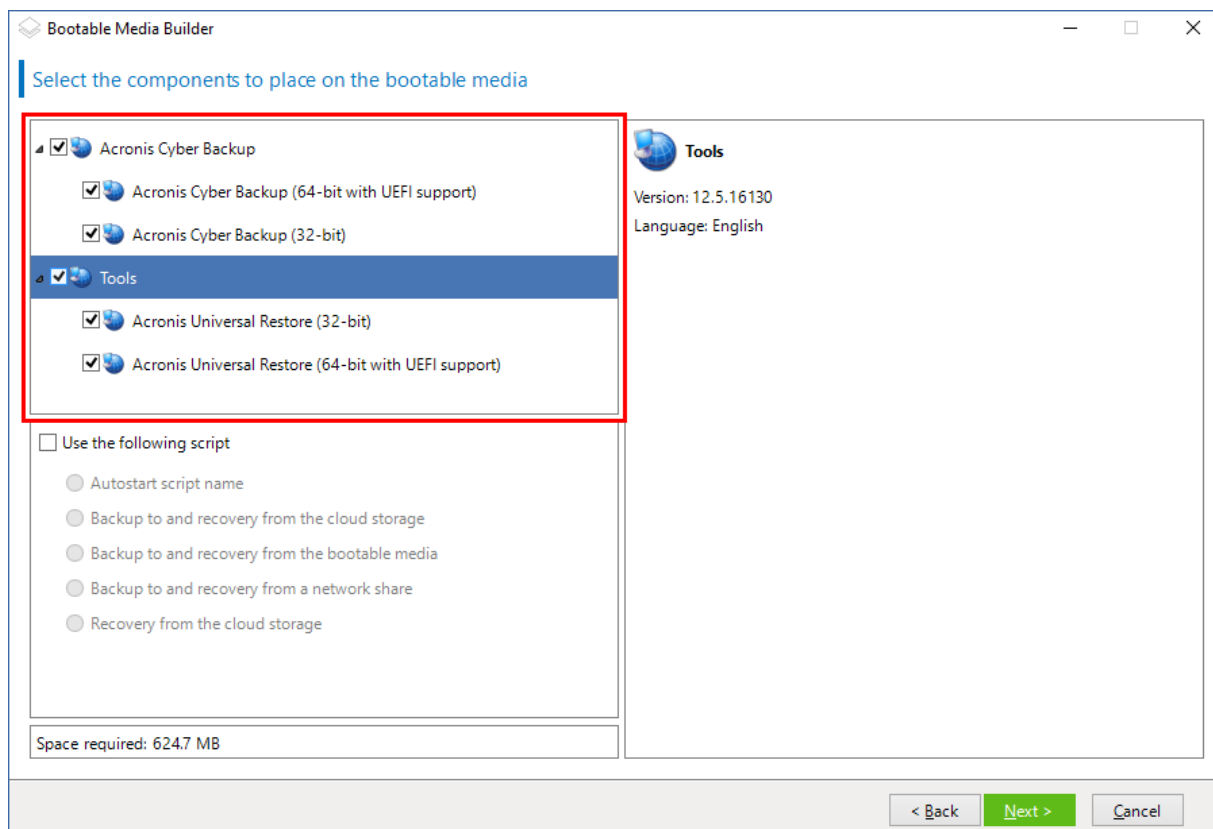 Bootable Media Builder
Select the components to place on the bootable media
Acronis Cyber Backup
Acronis Cyber Backup (64-bit with UEFI support)
Acronis Cyber Backup (32-bit)
Tools
Acronis Universal Restore (32-bit)
Acronis Universal Restore (64-bit with UEFI support)
Tools
Version: 12.5.16130
Language: English
Use the following script
Autostart script name
Backup to and recovery from the cloud storage
Backup to and recovery from the bootable media
Backup to and recovery from a network share
Recovery from the cloud storage
Space required: 624.7 MB
< Back
Next >
Cancel